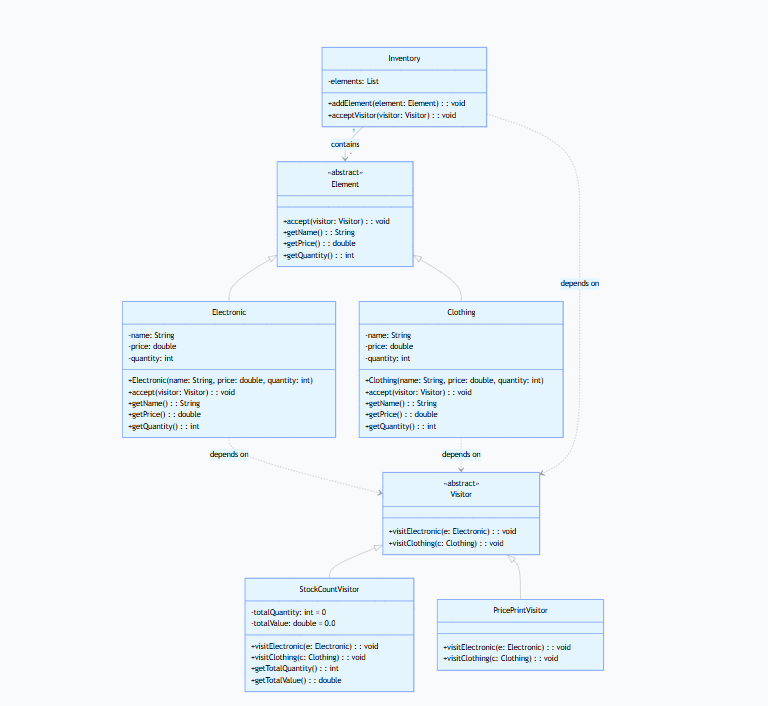 Inventory
-elements: List
+addElement(element: Element) : : void
+acceptVisitor(visitor: Visitor) : : void
contains
«abstract»
Element
+accept(visitor: Visitor) : : void
+getName() : : String
+getPrice() : : double
+getQuantity() : : int
depends on
Electronic
-name: String
-price: double
-quantity: int
+Electronic(name: String, price: double, quantity: int)
+accept(visitor: Visitor) : : void
+getName() : : String
+getPrice() : : double
+getQuantity() : : int
Clothing
-name: String
-price: double
-quantity: int
+Clothing(name: String, price: double, quantity: int)
+accept(visitor: Visitor) : : void
+getName() : : String
+getPrice() : : double
+getQuantity() : : int
depends on
depends on
«abstract»
Visitor
+visitElectronic(e: Electronic) : : void
+visitClothing(c: Clothing) : : void
StockCountVisitor
-totalQuantity: int = 0
-totalValue: double = 0.0
+visitElectronic(e: Electronic) : : void
+visitClothing(c: Clothing) : : void
+getTotalQuantity() : : int
+getTotalValue() : : double
PricePrintVisitor
+visitElectronic(e: Electronic) : : void
+visitClothing(c: Clothing) : : void